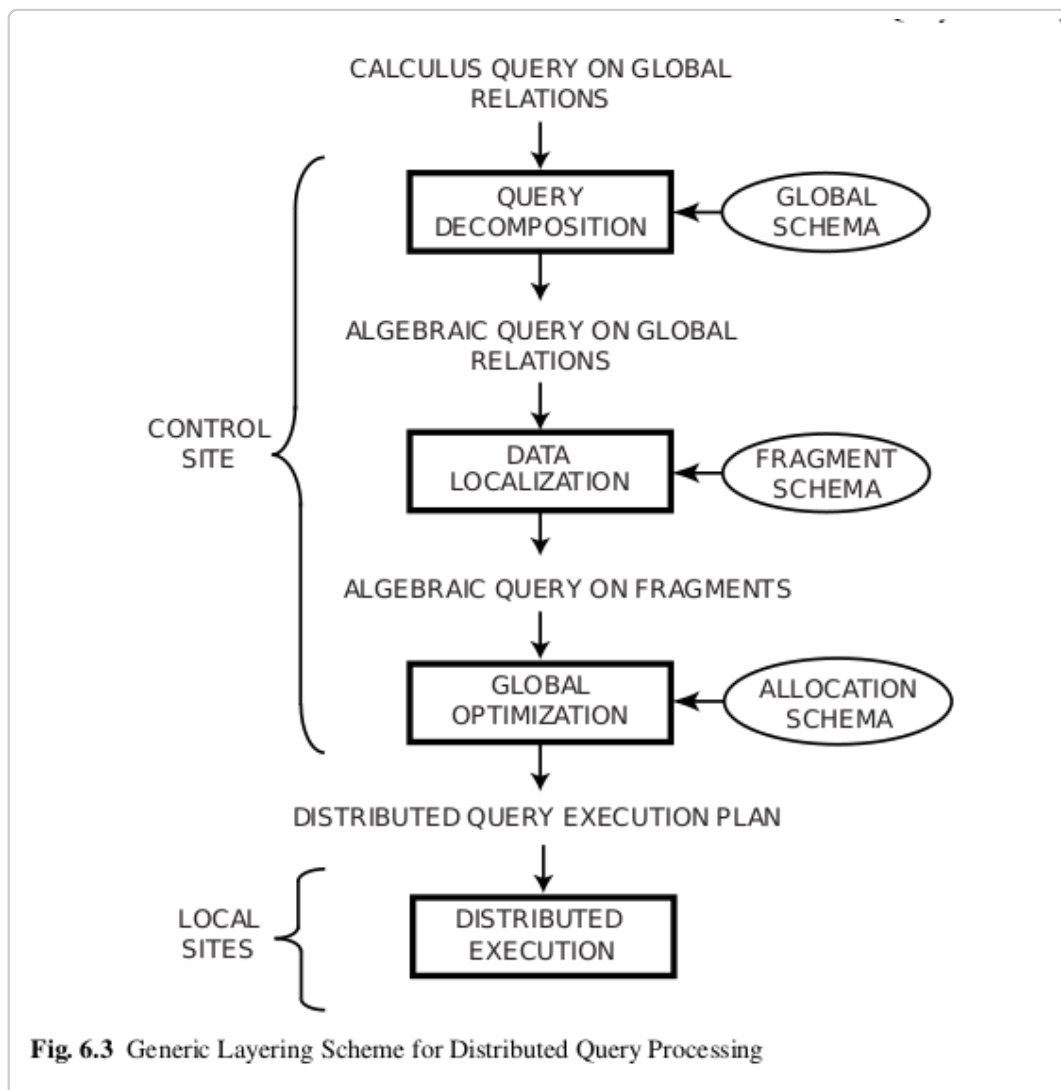 CALCULUS QUERY ON GLOBAL
RELATIONS
QUERY
DECOMPOSITION
GLOBAL
SCHEMA
ALGEBRAIC QUERY ON GLOBAL
RELATIONS
CONTROL
SITE
DATA
LOCALIZATION
FRAGMENT
SCHEMA
ALGEBRAIC QUERY ON FRAGMENTS
GLOBAL
OPTIMIZATION
ALLOCATION
SCHEMA
DISTRIBUTED QUERY EXECUTION PLAN
LOCAL
SITES
DISTRIBUTED
EXECUTION
Fig. 6.3 Generic Layering Scheme for Distributed Query Processing